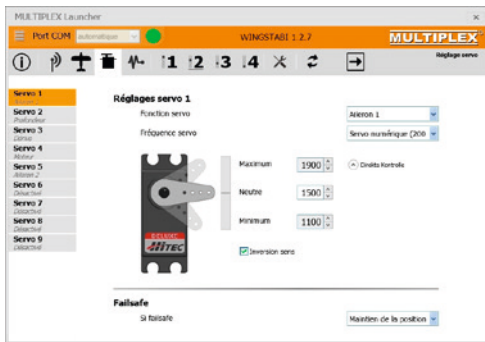 MULTIPLEX Launcher
Port COM automatique WINGSTABI 1.2.7 MULTIPLEX
1 2 3 4 Réglage servo
Servo 1
Servo 2
Profondeur
Servo 3
Dérive
Servo 4
Moteur
Servo 5
Aileron 2
Servo 6
Désactivé
Servo 7
Désactivé
Servo 8
Désactivé
Servo 9
Désactivé
Réglages servo 1
Fonction servo Aileron 1
Fréquence servo Servo numérique (200
Maximum 1900 Direkte Kontrolle
Neutre 1500
Minimum 1100
HiTEC
Inversion sens
Failsafe
Si failsafe Maintien de la position